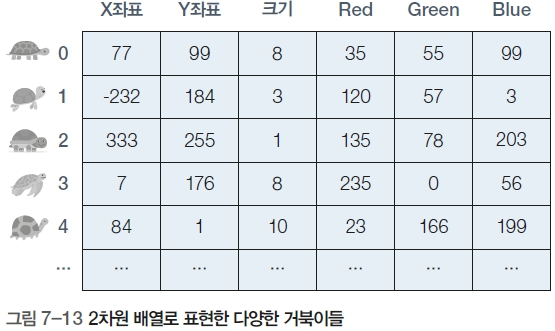 X좌표 Y좌표 크기 Red Green Blue
0 77 99 8 35 55 99
1 -232 184 3 120 57 3
2 333 255 1 135 78 203
3 7 176 8 235 0 56
4 84 1 10 23 166 199
... ... ... ... ... ... ...
그림 7-13 2차원 배열로 표현한 다양한 거북이들